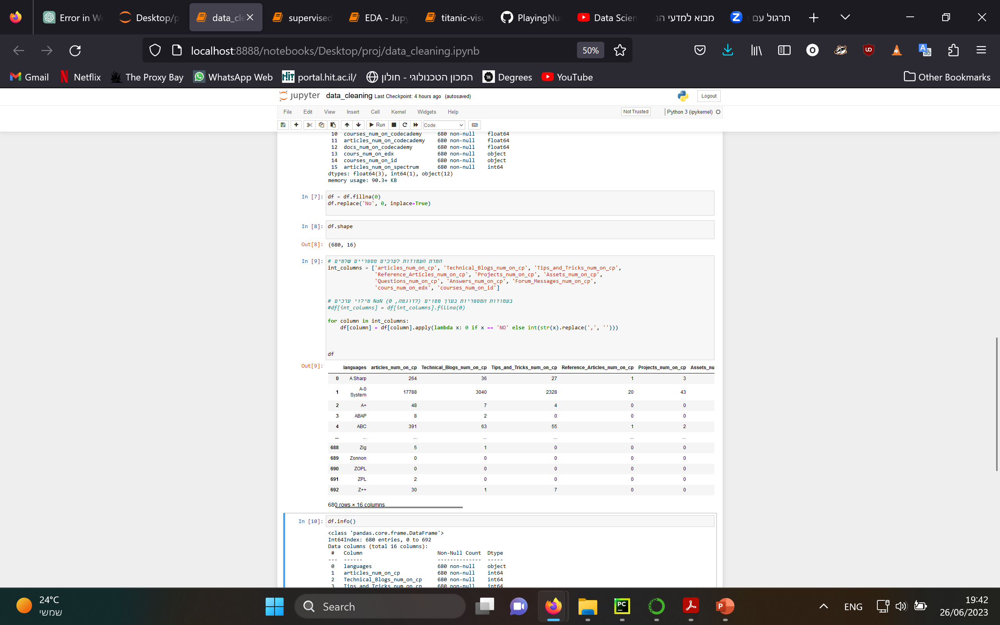 Error in We
Desktop/p
data_cle
supervised
EDA - Jupy
titanic-visu
PlayingNu
Data Scien
מבוא למדעי הנ
תרגול עם
localhost:8888/notebooks/Desktop/proj/data_cleaning.ipynb
50%
Gmail
Netflix
The Proxy Bay
WhatsApp Web
HiT portal.hit.ac.il/
המכון הטכנולוגי - חולון
Degrees
YouTube
Other Bookmarks
jupyter data_cleaning Last Checkpoint: 4 hours ago (autosaved)
Logout
File Edit View Insert Cell Kernel Widgets Help
Not Trusted
Python 3 (ipykernel)
Run
Code
10 courses_num_on_codecademy 680 non-null float64
11 articles_num_on_codecademy 680 non-null float64
12 docs_num_on_codecademy 680 non-null float64
13 cours_num_on_edx 680 non-null object
14 courses_num_on_id 680 non-null object
15 articles_num_on_spectrum 680 non-null int64
dtypes: float64(3), int64(1), object(12)
memory usage: 90.3+ KB
In [7]: df = df.fillna(0)
df.replace('No', 0, inplace=True)
In [8]: df.shape
Out[8]: (680, 16)
In [9]: # המרת העמודות לערכים מספריים שלמים
int_columns = ['articles_num_on_cp', 'Technical_Blogs_num_on_cp', 'Tips_and_Tricks_num_on_cp',
'Reference_Articles_num_on_cp', 'Projects_num_on_cp', 'Assets_num_on_cp',
'Questions_num_on_cp', 'Answers_num_on_cp', 'Forum_Messages_num_on_cp',
'cours_num_on_edx', 'courses_num_on_id']
# מילוי ערכים NaN בעמודות המספריות בערך מסוים (לדוגמה, 0)
#df[int_columns] = df[int_columns].fillna(0)
for column in int_columns:
df[column] = df[column].apply(lambda x: 0 if x == 'NO' else int(str(x).replace(',', '')))
df
Out[9]:
languages articles_num_on_cp Technical_Blogs_num_on_cp Tips_and_Tricks_num_on_cp Reference_Articles_num_on_cp Projects_num_on_cp Assets_nu
0 A Sharp 264 36 27 1 3
1 A-0 System 17788 3040 2328 20 43
2 A+ 48 7 4 0 0
3 ABAP 8 2 0 0 0
4 ABC 391 63 55 1 2
... ... ... ... ... ... ...
688 Zig 5 1 0 0 0
689 Zonnon 0 0 0 0 0
690 ZOPL 0 0 0 0 0
691 ZPL 2 0 0 0 0
692 Z++ 30 1 7 0 0
680 rows × 16 columns
In [10]: df.info()
<class 'pandas.core.frame.DataFrame'>
Int64Index: 680 entries, 0 to 692
Data columns (total 16 columns):
# Column Non-Null Count Dtype
--- ------ -------------- -----
0 languages 680 non-null object
1 articles_num_on_cp 680 non-null int64
2 Technical_Blogs_num_on_cp 680 non-null int64
3 Tips_and_Tricks_num_on_cp 680 non-null int64
24°C
שמשי
Search
ENG
19:42
26/06/2023